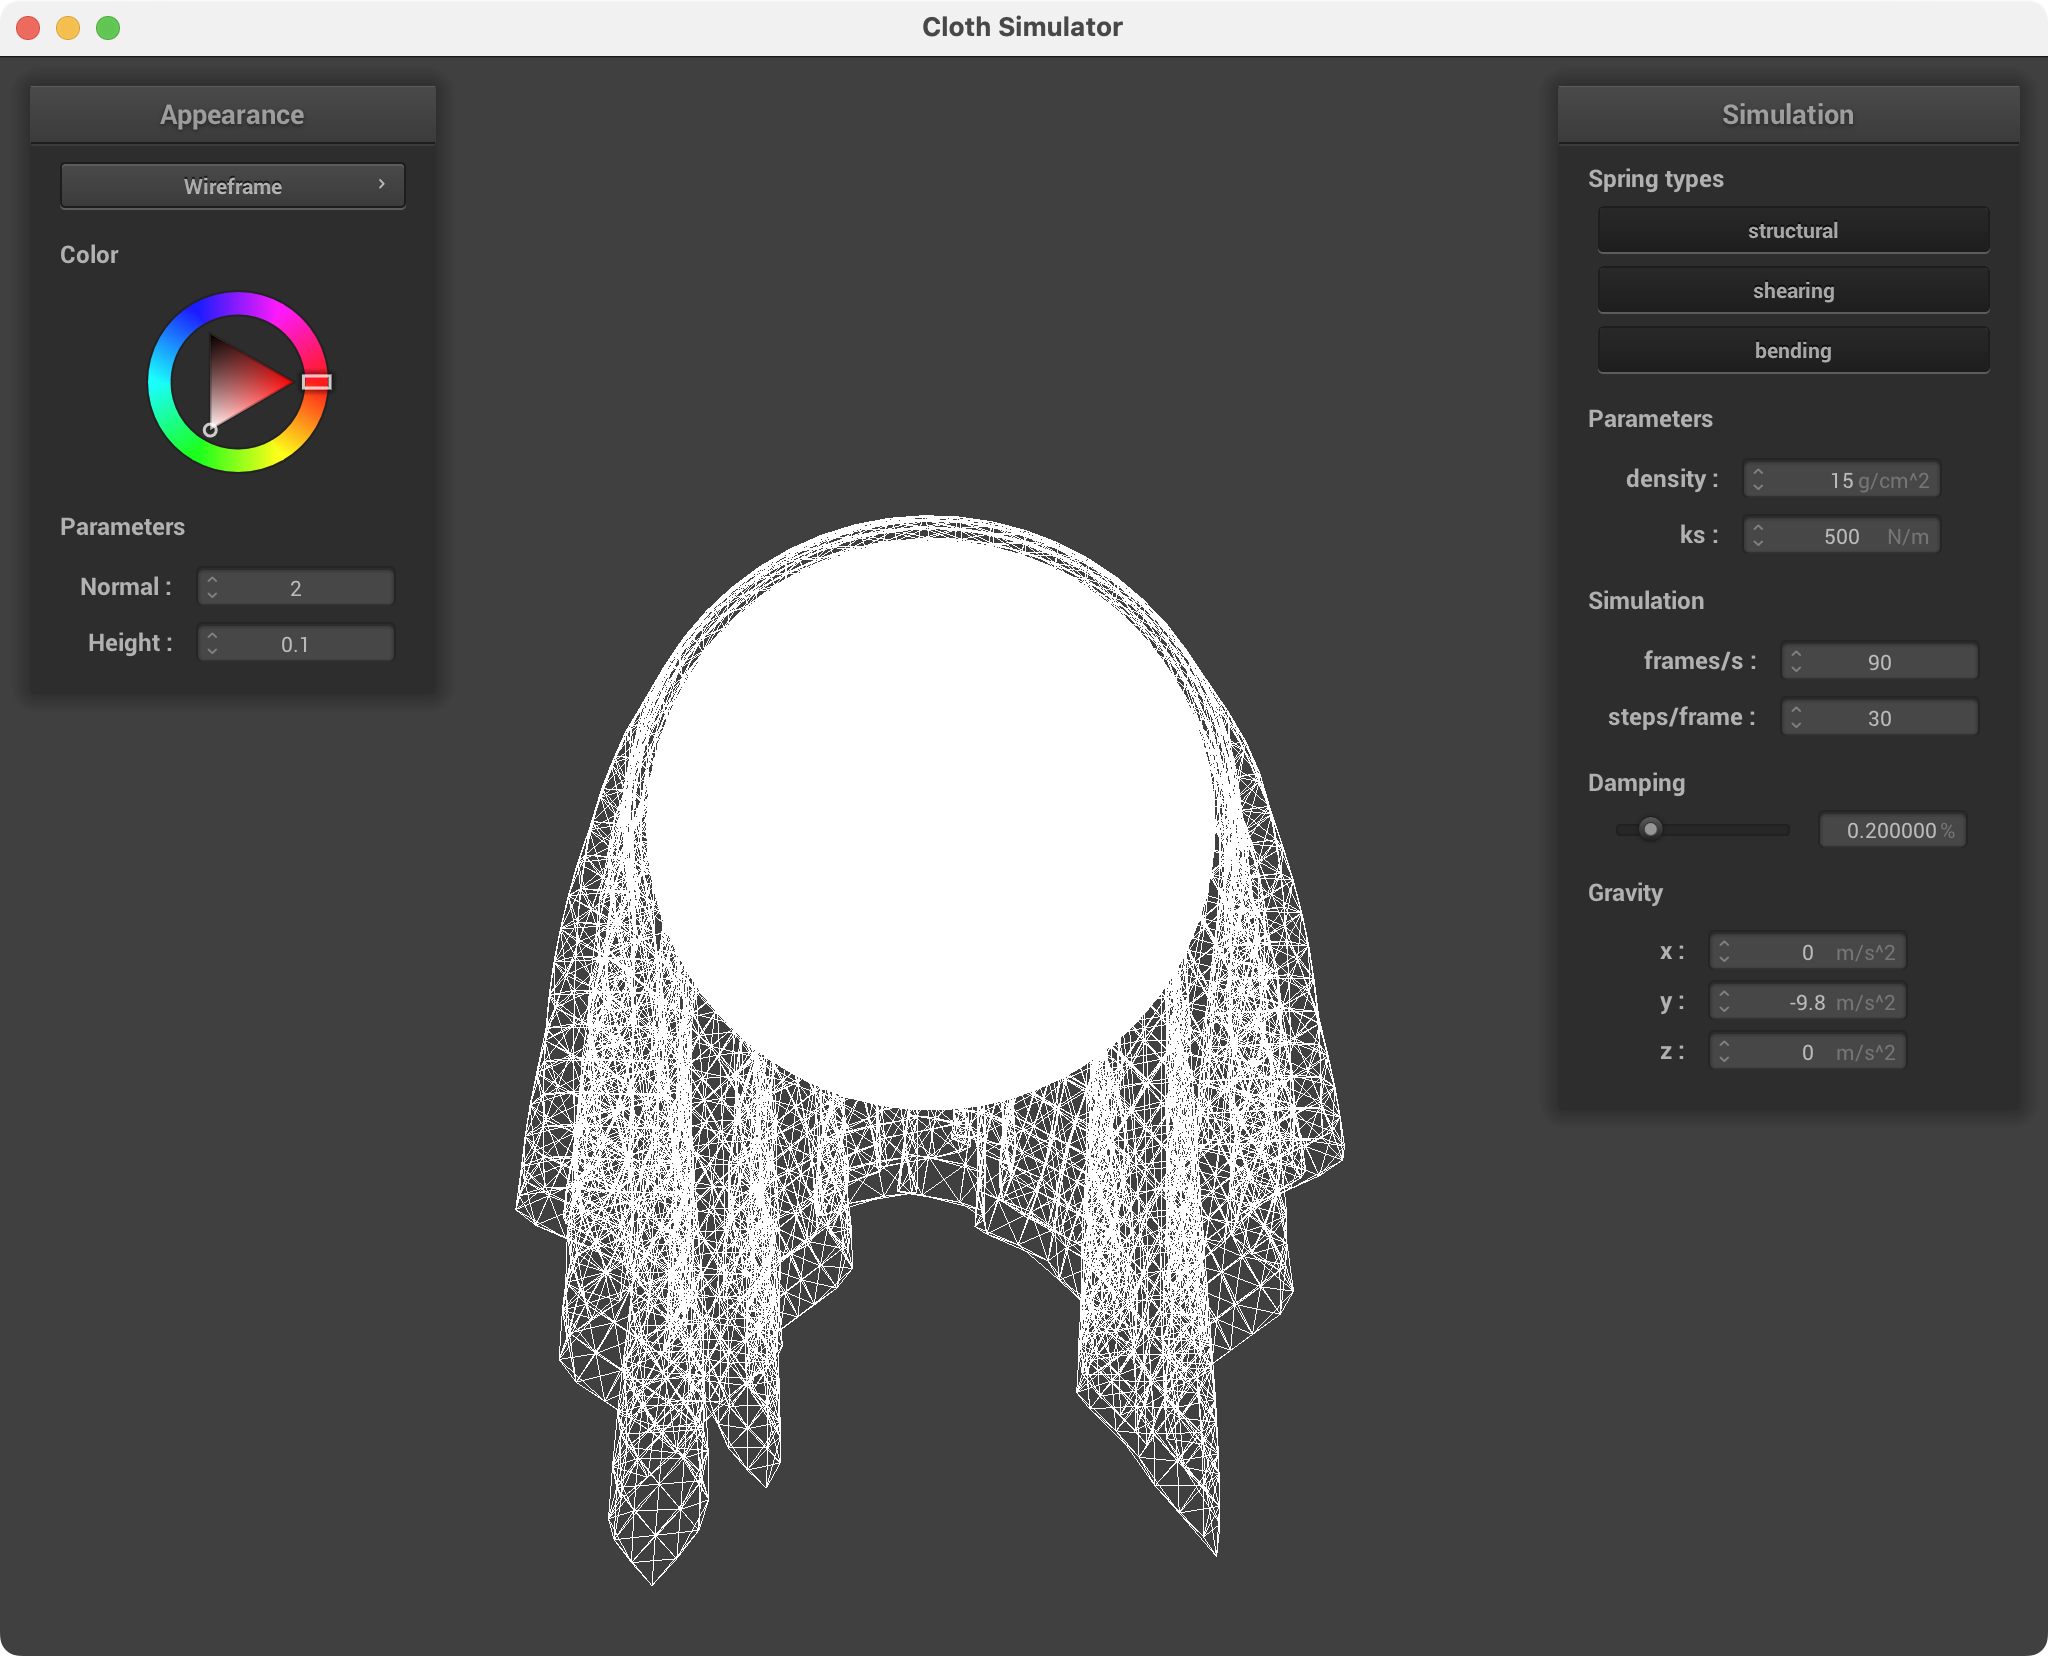 Cloth Simulator
Appearance
Wireframe
Color
Parameters
Normal : 2
Height : 0.1
Simulation
Spring types
structural
shearing
bending
Parameters
density : 15 g/cm^2
ks : 500 N/m
Simulation
frames/s : 90
steps/frame : 30
Damping
0.200000 %
Gravity
x : 0 m/s^2
y : -9.8 m/s^2
z : 0 m/s^2